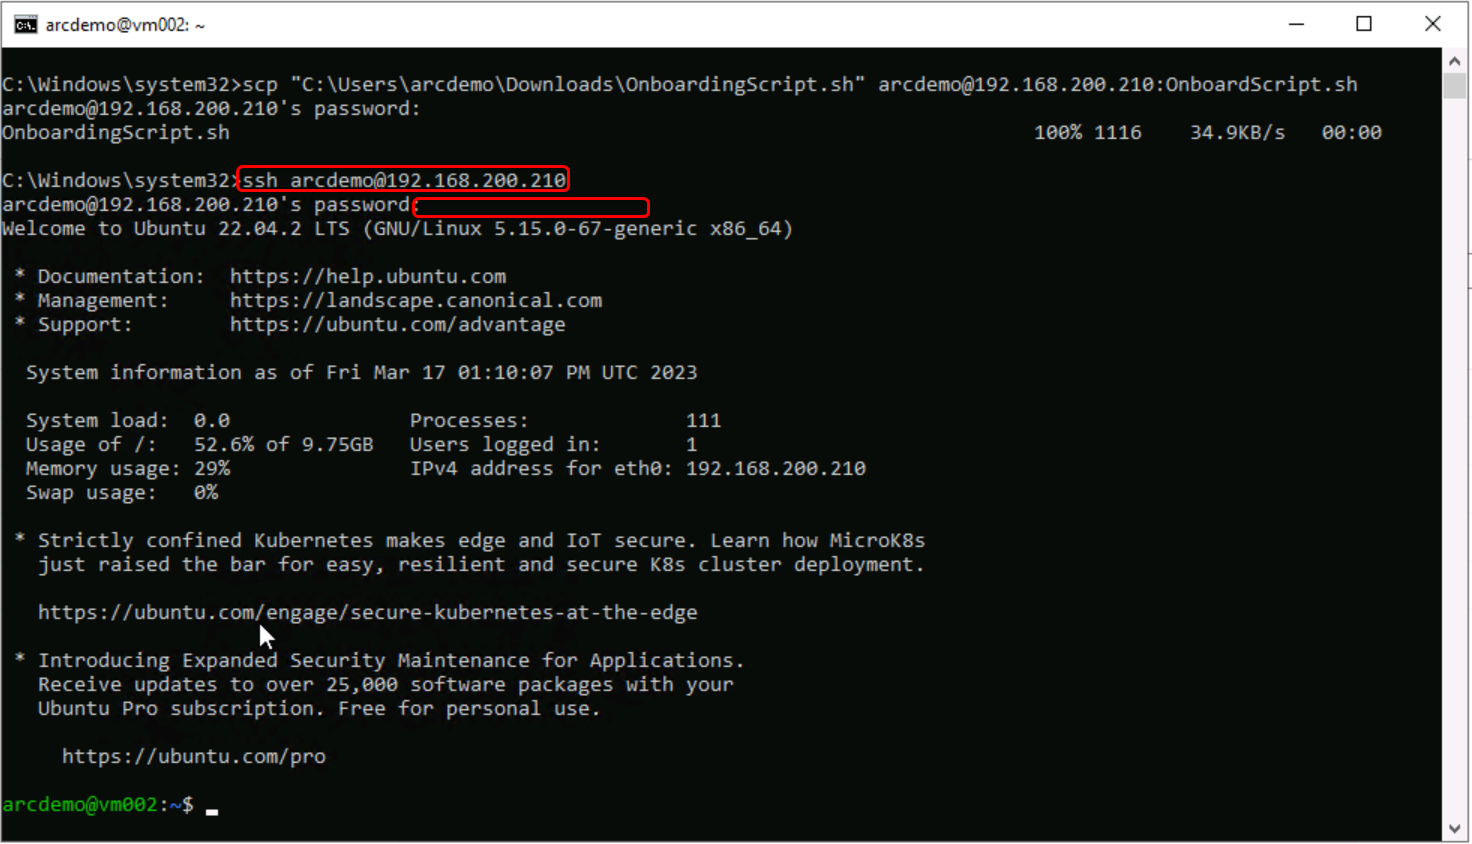 arcdemo@vm002: ~
C:\Windows\system32>scp "C:\Users\arcdemo\Downloads\OnboardingScript.sh" arcdemo@192.168.200.210:OnboardScript.sh
arcdemo@192.168.200.210's password:
OnboardingScript.sh 100% 1116 34.9KB/s 00:00
C:\Windows\system32>ssh arcdemo@192.168.200.210
arcdemo@192.168.200.210's password:
Welcome to Ubuntu 22.04.2 LTS (GNU/Linux 5.15.0-67-generic x86_64)
* Documentation: https://help.ubuntu.com
* Management: https://landscape.canonical.com
* Support: https://ubuntu.com/advantage
System information as of Fri Mar 17 01:10:07 PM UTC 2023
System load: 0.0 Processes: 111
Usage of /: 52.6% of 9.75GB Users logged in: 1
Memory usage: 29% IPv4 address for eth0: 192.168.200.210
Swap usage: 0%
* Strictly confined Kubernetes makes edge and IoT secure. Learn how MicroK8s
just raised the bar for easy, resilient and secure K8s cluster deployment.
https://ubuntu.com/engage/secure-kubernetes-at-the-edge
* Introducing Expanded Security Maintenance for Applications.
Receive updates to over 25,000 software packages with your
Ubuntu Pro subscription. Free for personal use.
https://ubuntu.com/pro
arcdemo@vm002:~$